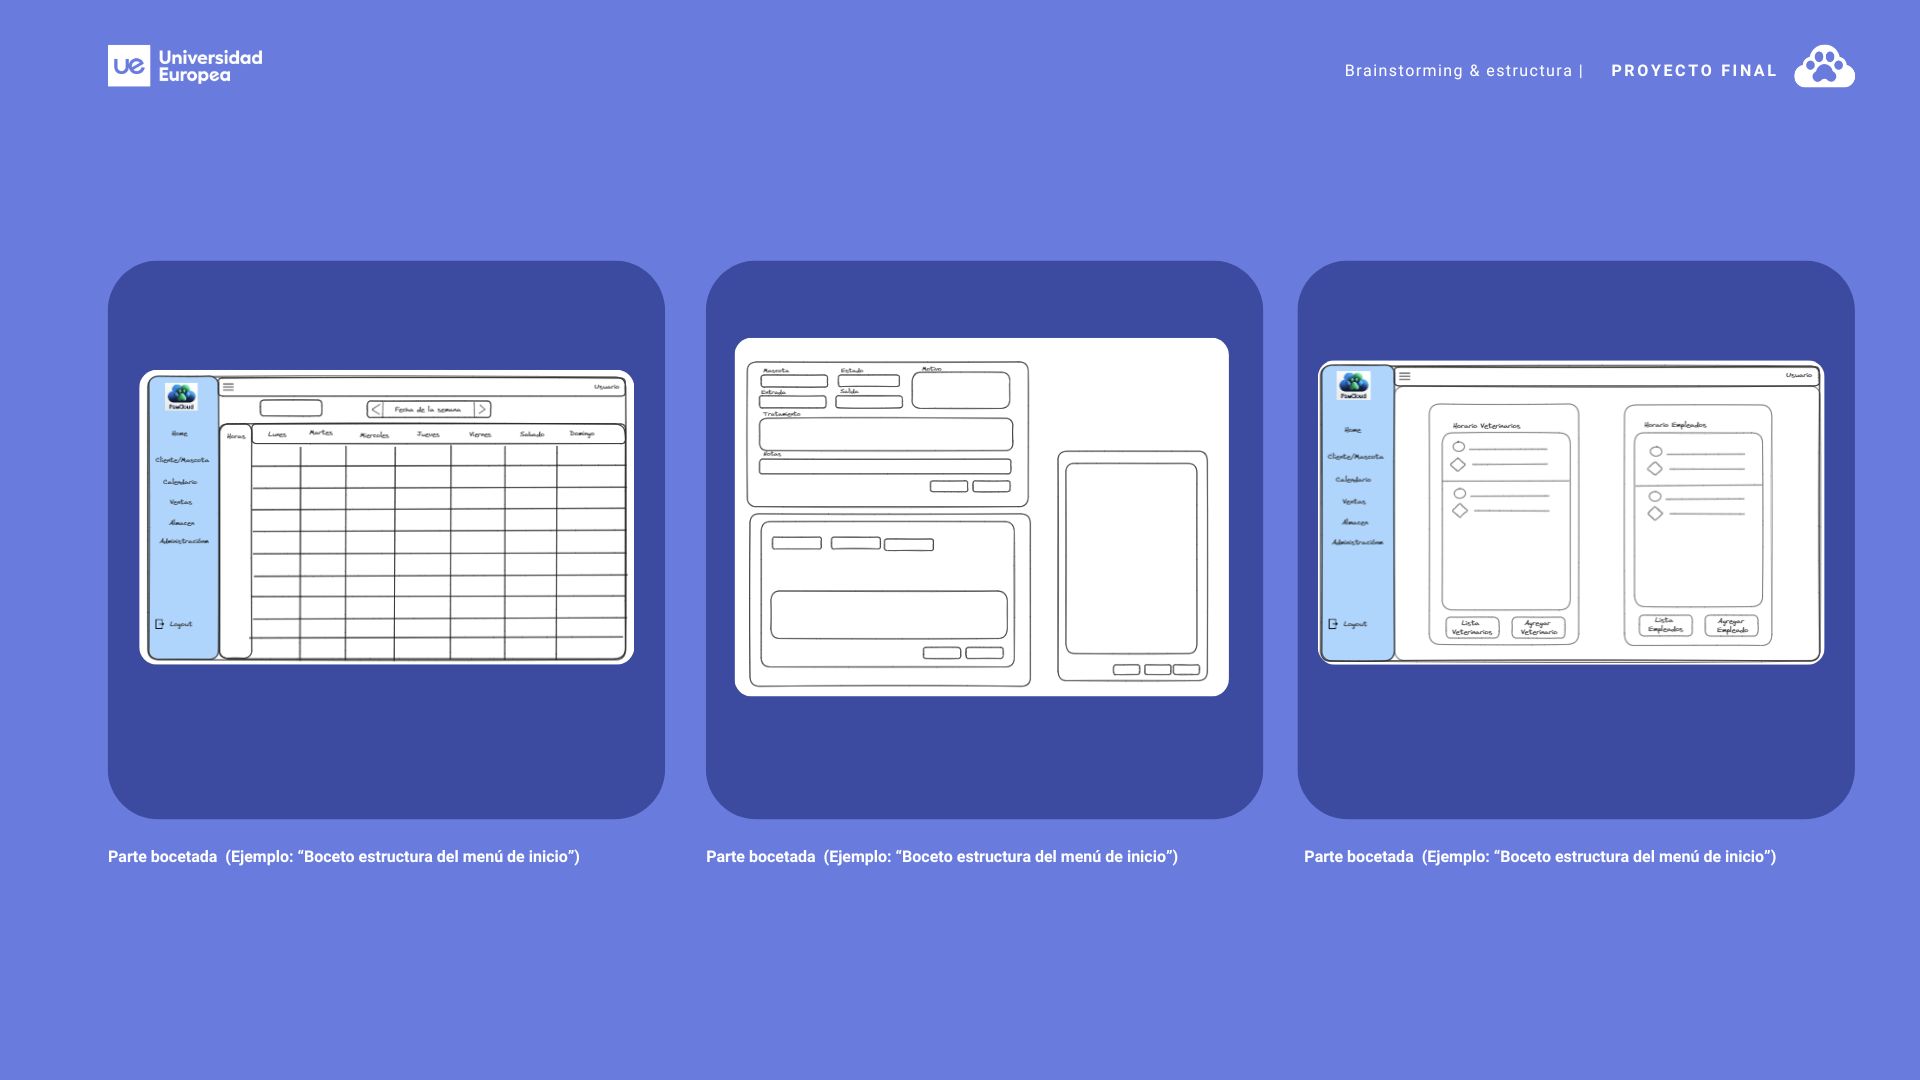 ue Universidad
Europea
Brainstorming & estructura | PROYECTO FINAL
PawCloud
Usuario
Fecha de la semana
Home
Cliente/Mascota
Calendario
Ventas
Almacen
Administraciónn
Logout
Horas Lunes Martes Miercoles Jueves Viernes Sabado Domingo
Mascota Estado Motivo
Entrada Salida
Tratamiento
Notas
PawCloud
Usuario
Home
Cliente/Mascota
Calendario
Ventas
Almacen
Administraciónn
Logout
Horario Veterinarios
Lista
Veterinarios
Agregar
Veterinario
Horario Empleados
Lista
Empleados
Agregar
Empleado
Parte bocetada (Ejemplo: “Boceto estructura del menú de inicio”)
Parte bocetada (Ejemplo: “Boceto estructura del menú de inicio”)
Parte bocetada (Ejemplo: “Boceto estructura del menú de inicio”)